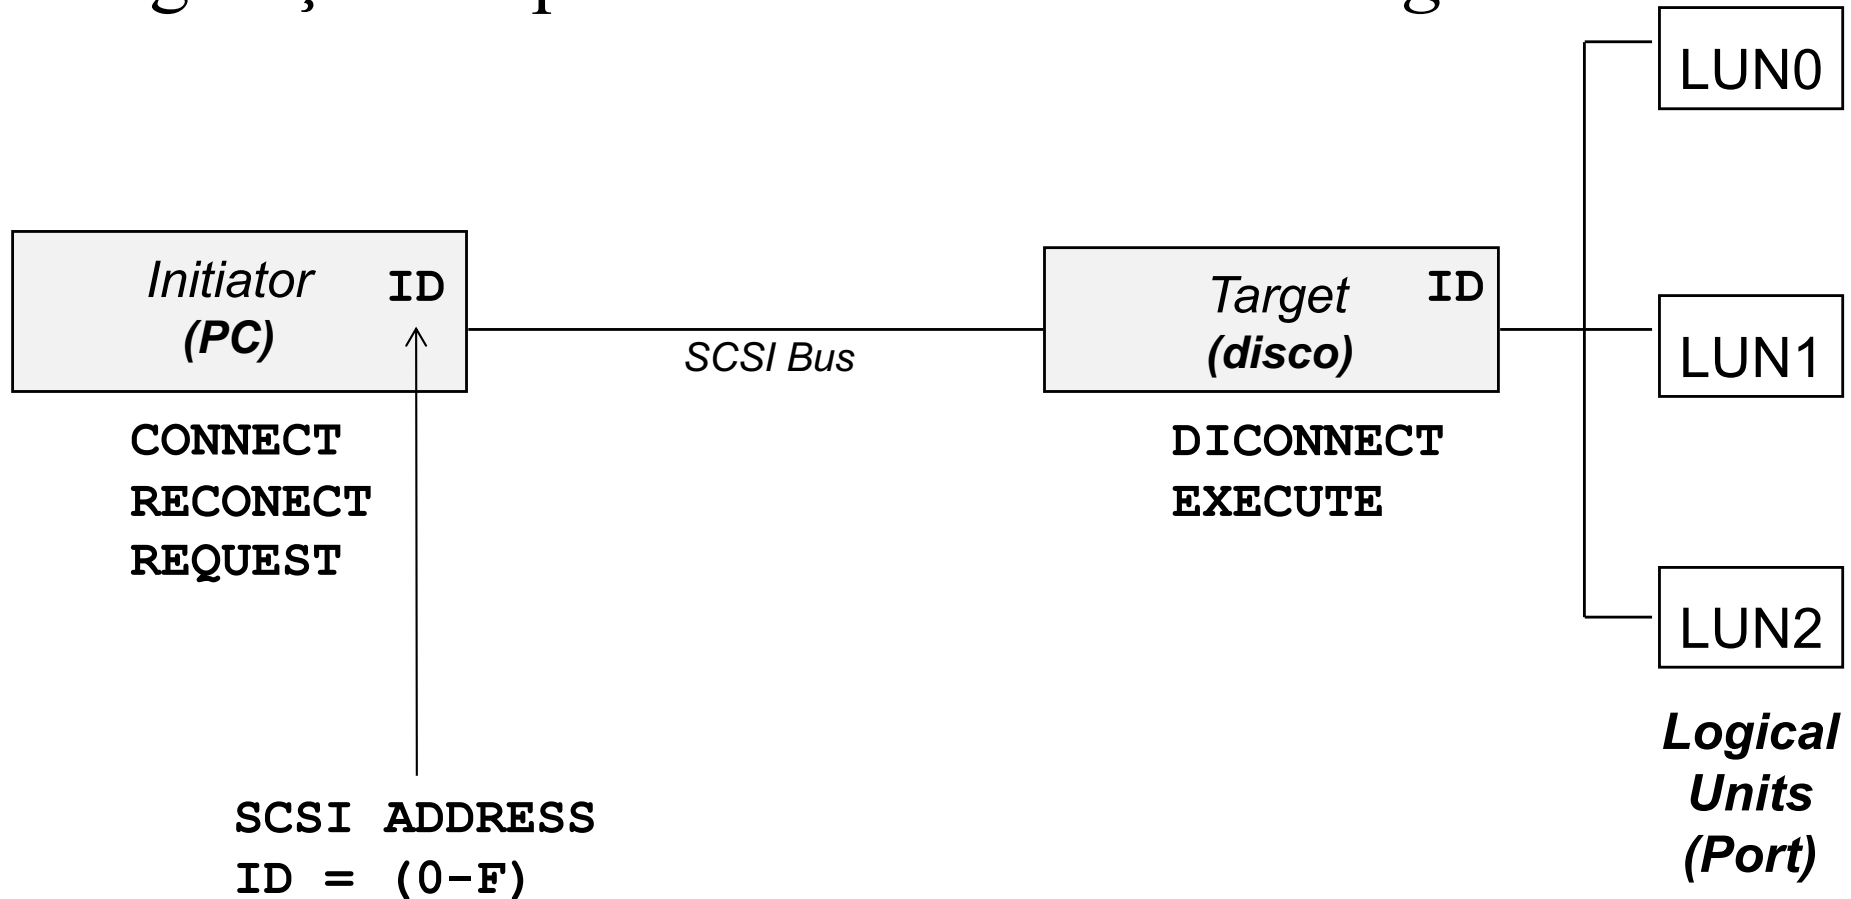 LUN0
Initiator ID
(PC)
SCSI Bus
Target ID
(disco)
LUN1
CONNECT
RECONECT
REQUEST
DICONNECT
EXECUTE
LUN2
Logical
Units
(Port)
SCSI ADDRESS
ID = (0-F)